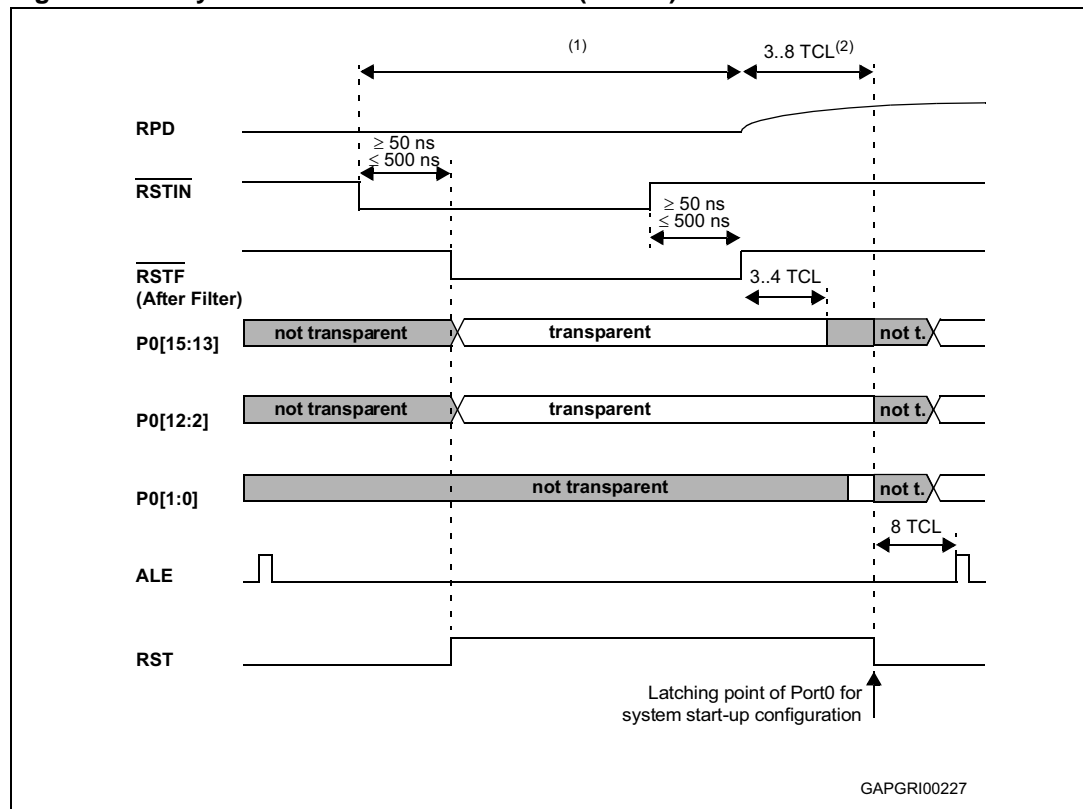 (1)
3..8 TCL(2)
RPD
≥ 50 ns
≤ 500 ns
RSTIN
≥ 50 ns
≤ 500 ns
RSTF
(After Filter)
3..4 TCL
P0[15:13]
not transparent
transparent
not t.
P0[12:2]
not transparent
transparent
not t.
P0[1:0]
not transparent
not t.
8 TCL
ALE
RST
Latching point of Port0 for
system start-up configuration
GAPGRI00227